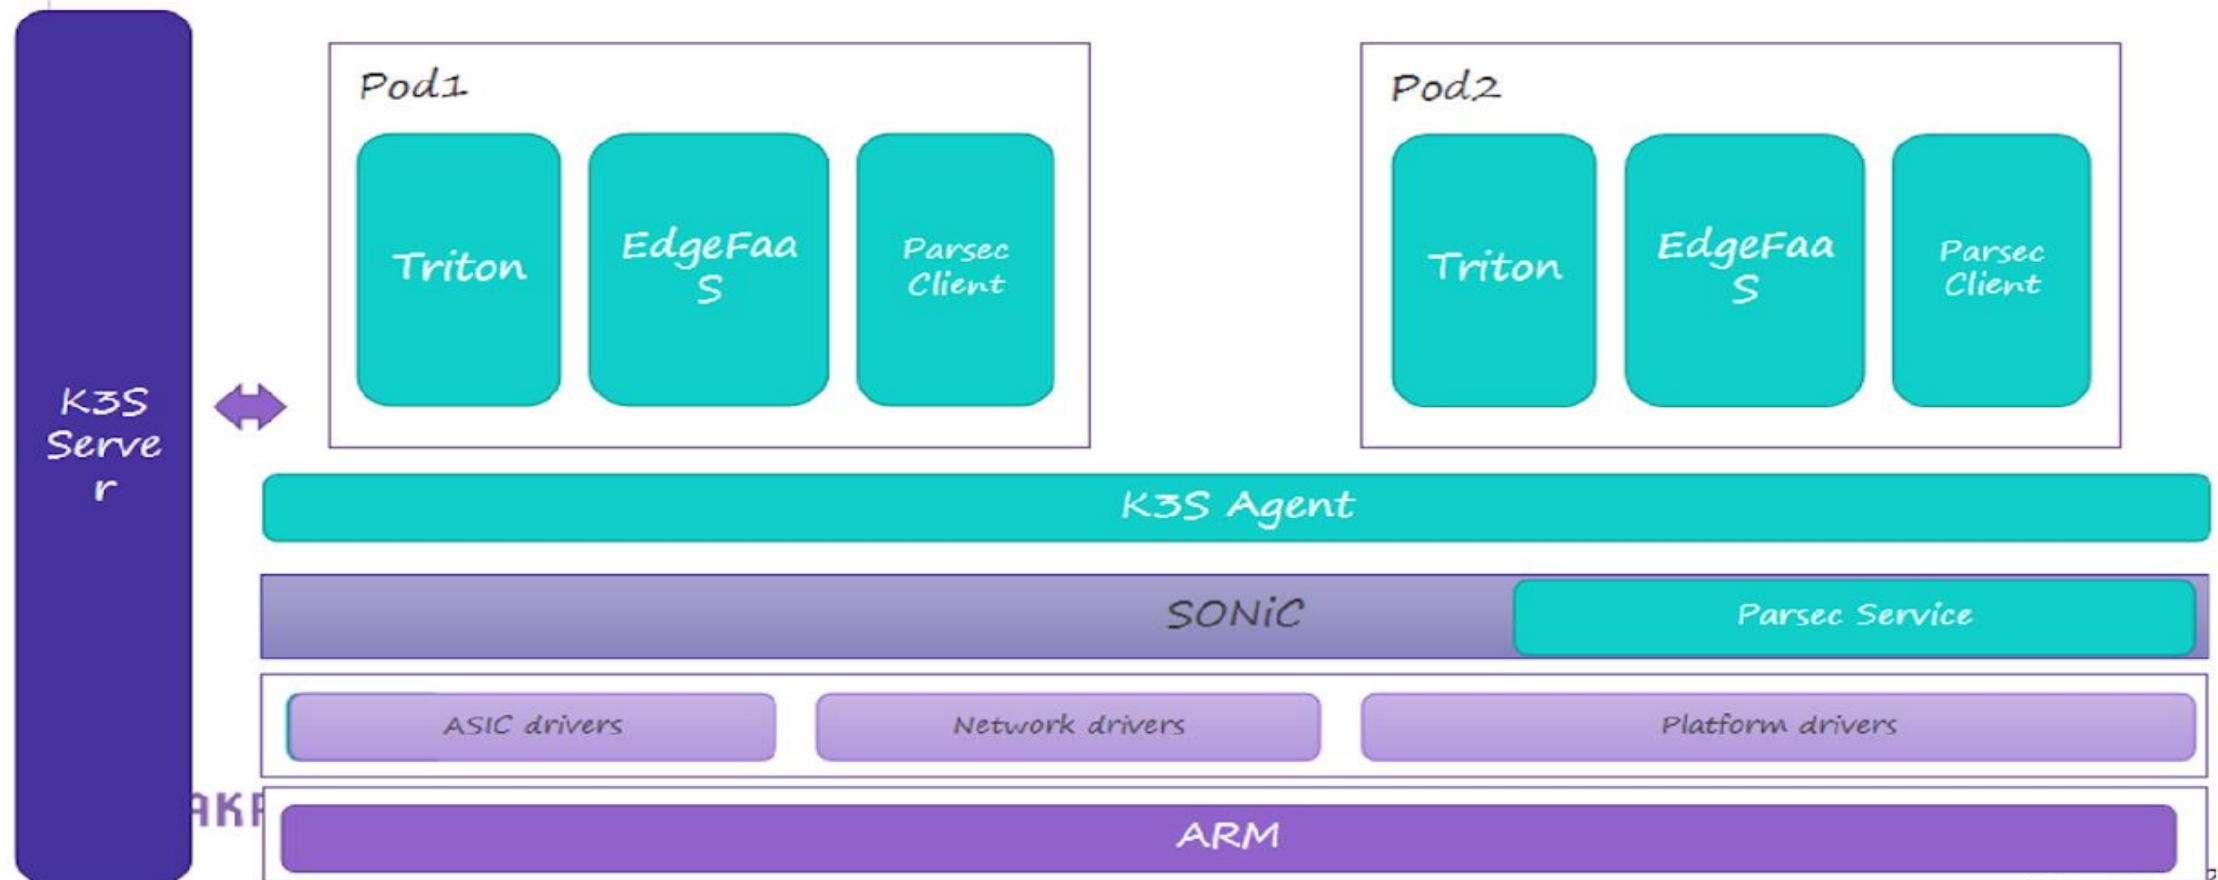 Pod1
Pod2
Triton
EdgeFaa
S
Parsec
Client
Triton
EdgeFaa
S
Parsec
Client
K3S
Serve
r
K3S Agent
SONiC
Parsec Service
ASIC drivers
Network drivers
Platform drivers
ARM